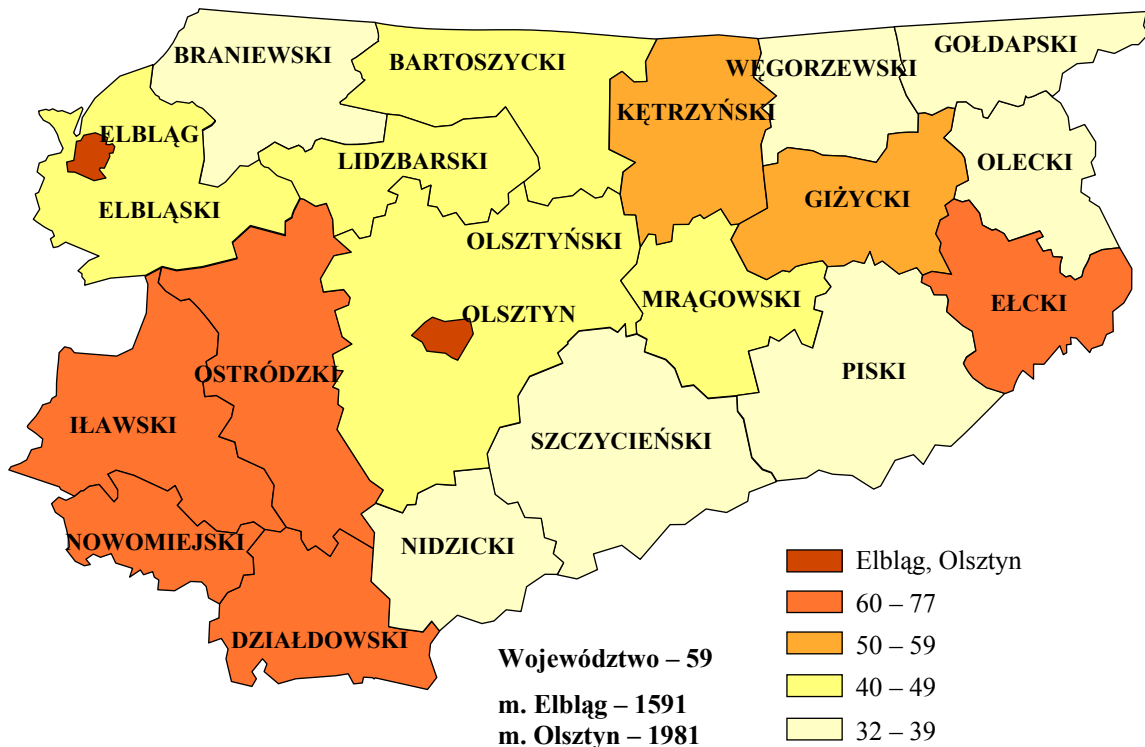 GOŁDAPSKI
BRANIEWSKI
BARTOSZYCKI
WĘGORZEWSKI
KĘTRZYŃSKI
ELBLĄG
LIDZBARSKI
OLECKI
GIŻYCKI
ELBLĄSKI
OLSZTYŃSKI
MRĄGOWSKI
EŁCKI
OLSZTYN
OSTRÓDZKI
PISKI
IŁAWSKI
SZCZYCIEŃSKI
NOWOMIEJSKI
NIDZICKI
DZIAŁDOWSKI
Elbląg, Olsztyn
60 – 77
50 – 59
40 – 49
32 – 39
Województwo – 59
m. Elbląg – 1591
m. Olsztyn – 1981